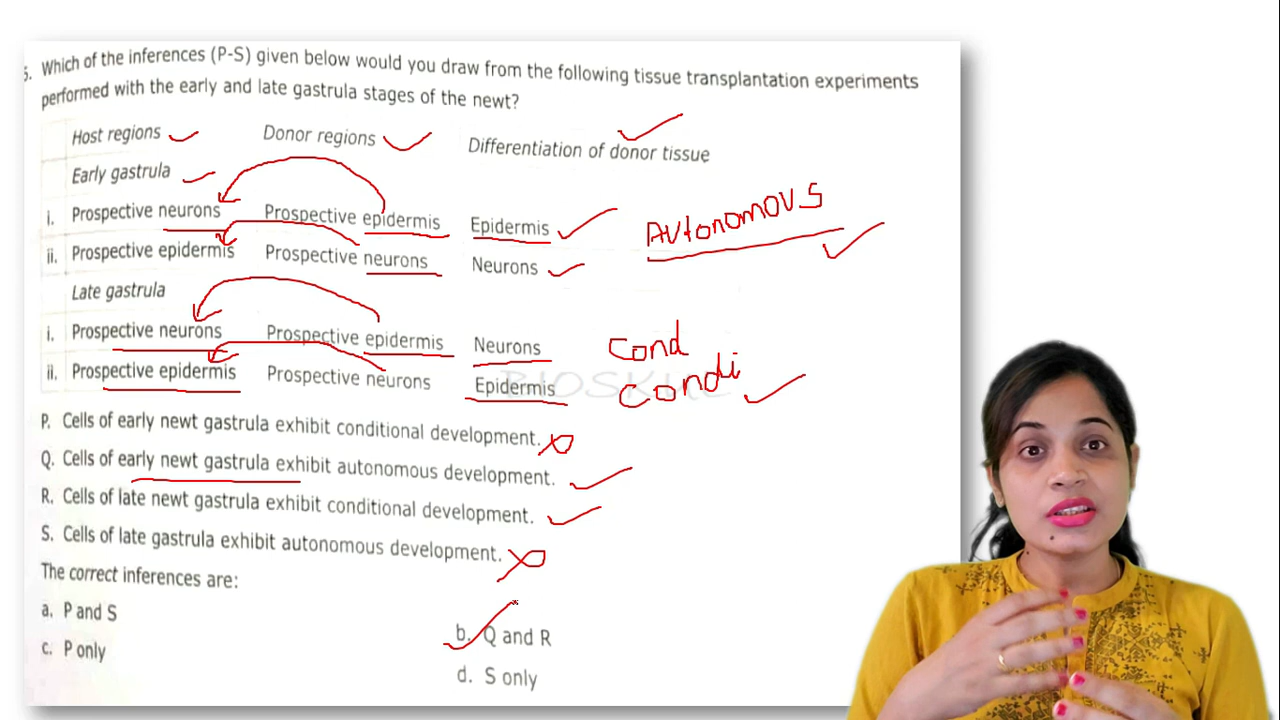 5. Which of the inferences (P-S) given below would you draw from the following tissue transplantation experiments
performed with the early and late gastrula stages of the newt?
Host regions Donor regions Differentiation of donor tissue
Early gastrula
i. Prospective neurons Prospective epidermis Epidermis AUtonomOUS
ii. Prospective epidermis Prospective neurons Neurons
Late gastrula
i. Prospective neurons Prospective epidermis Neurons Cond
ii. Prospective epidermis Prospective neurons Epidermis Condi
P. Cells of early newt gastrula exhibit conditional development.
Q. Cells of early newt gastrula exhibit autonomous development.
R. Cells of late newt gastrula exhibit conditional development.
S. Cells of late gastrula exhibit autonomous development.
The correct inferences are:
a. P and S b. Q and R
c. P only d. S only